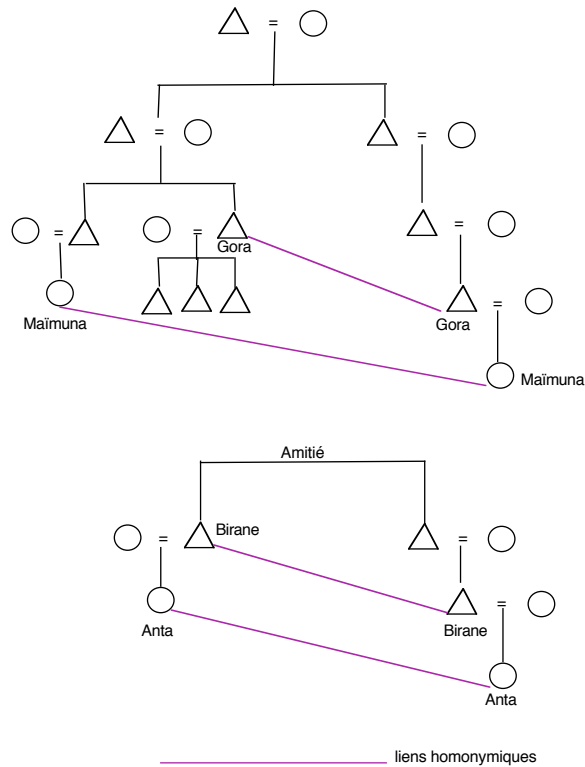 Gora
Maïmuna
Gora
Maïmuna
Amitié
Birane
Anta
Birane
Anta
liens homonymiques